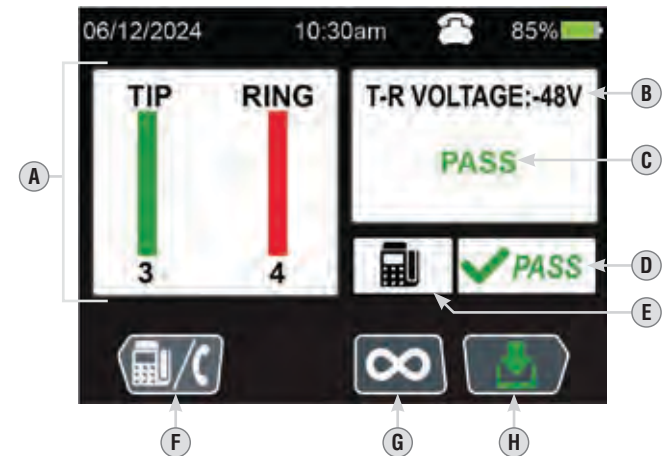 06/12/2024 10:30am 85%
TIP RING
T-R VOLTAGE:-48V
PASS
3 4
PASS
A
B
C
D
E
F
G
H